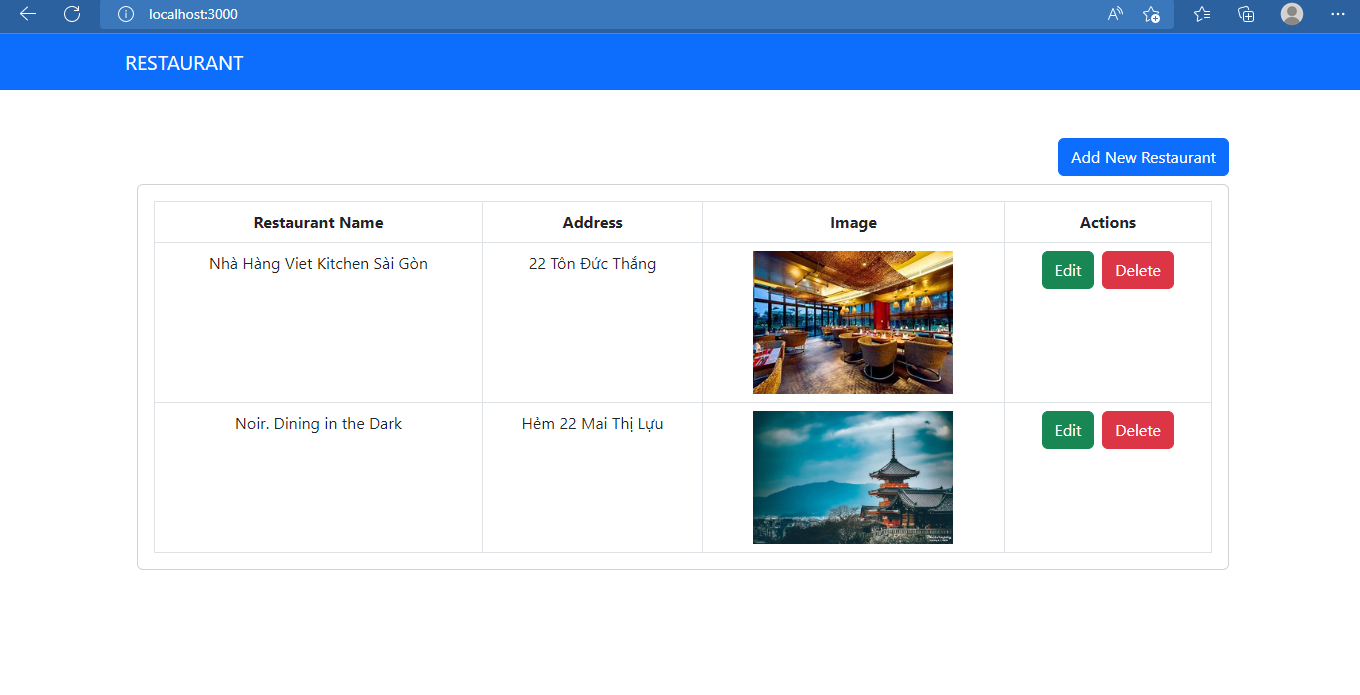 localhost:3000
RESTAURANT
Add New Restaurant
Restaurant Name Address Image Actions
Nhà Hàng Viet Kitchen Sài Gòn 22 Tôn Đức Thắng Edit Delete
Noir. Dining in the Dark Hẻm 22 Mai Thị Lựu Edit Delete